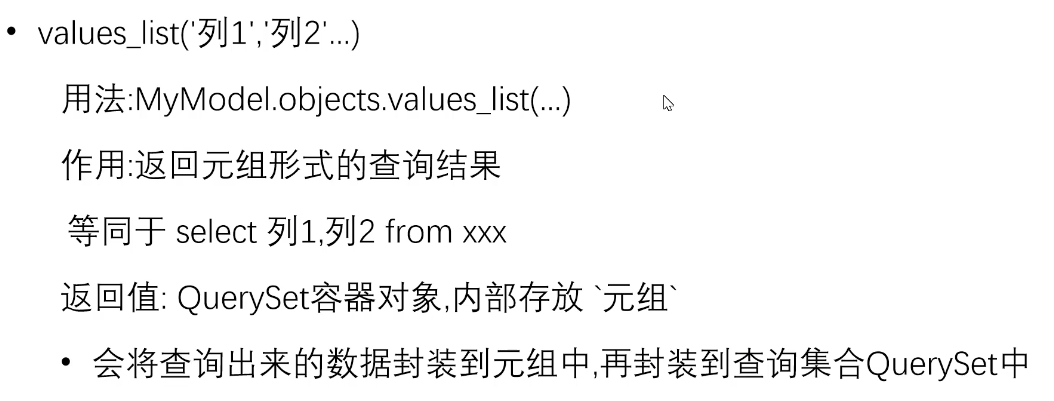 • values_list('列1','列2'...)
用法:MyModel.objects.values_list(...)
作用:返回元组形式的查询结果
等同于 select 列1,列2 from xxx
返回值: QuerySet容器对象,内部存放 `元组`
• 会将查询出来的数据封装到元组中,再封装到查询集合QuerySet中